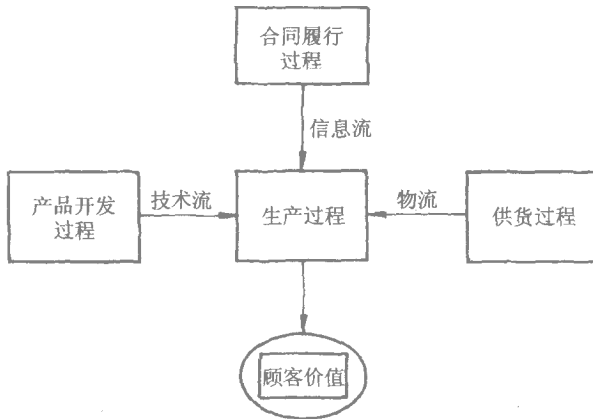 合同履行
过程
信息流
产品开发
过程
技术流
生产过程
物流
供货过程
顾客价值